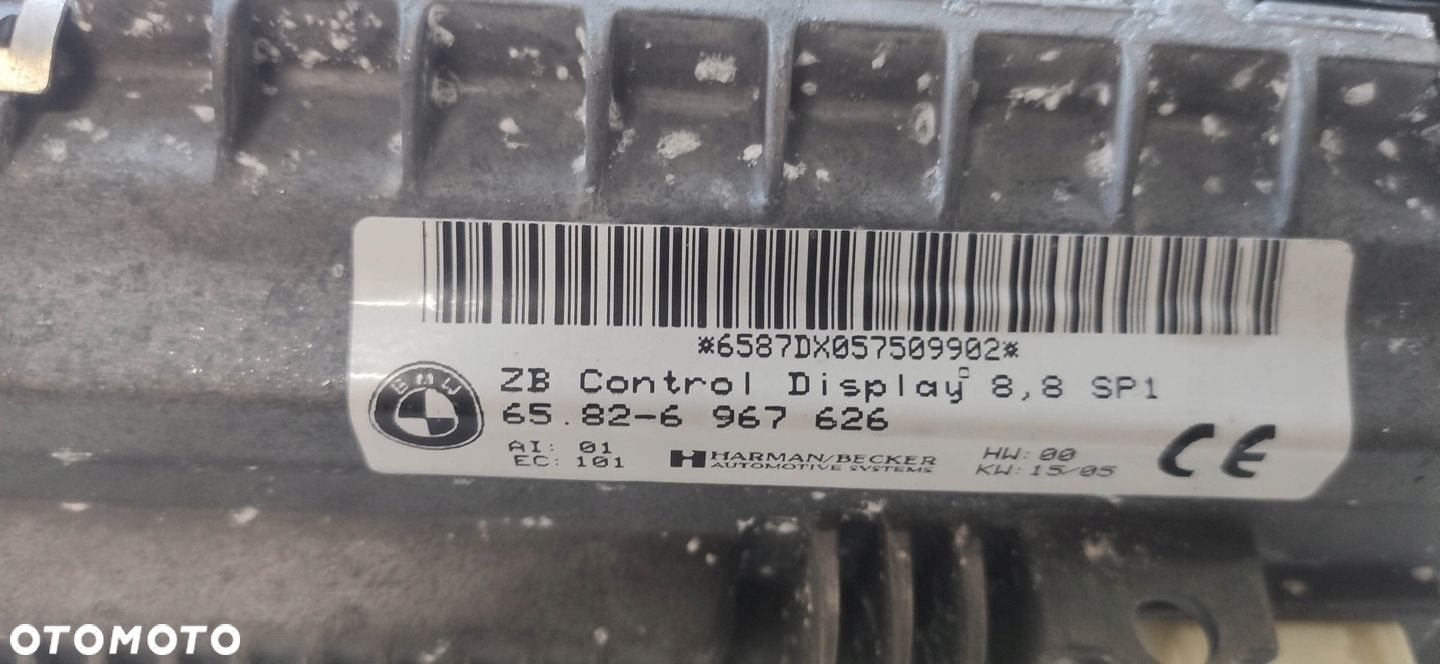 *6587DX057509902*
BMW
ZB Control Display 8,8 SP1
65.82-6 967 626
AI: 01
EC: 101
HARMAN/BECKER
AUTOMOTIVE SYSTEMS
HW: 00
KW: 15/05
CE
OTOMOTO